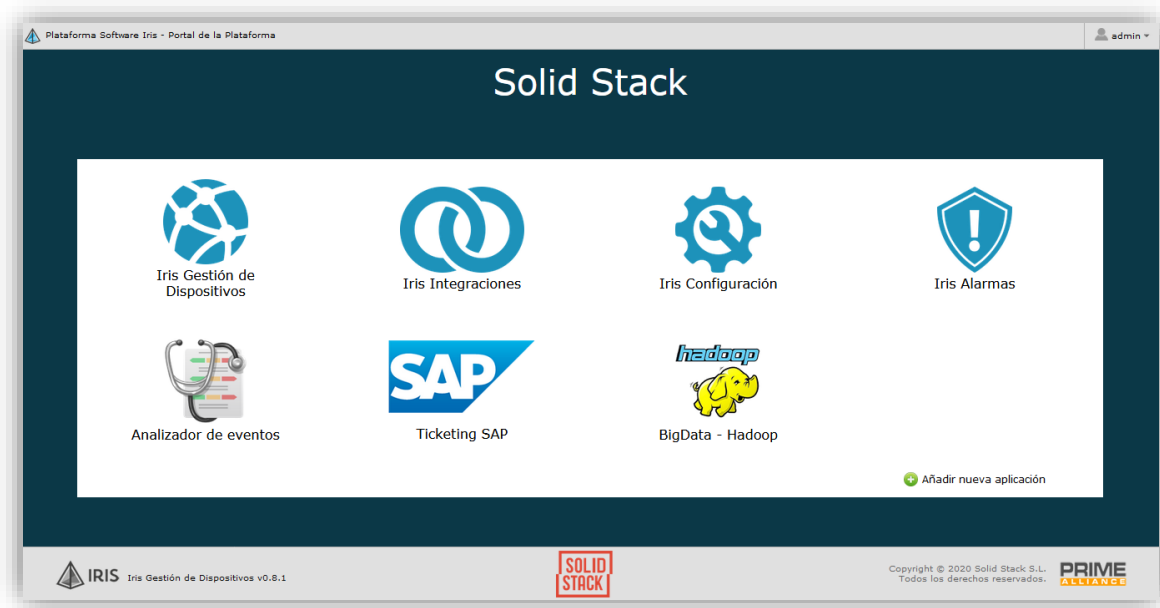 Plataforma Software Iris - Portal de la Plataforma
admin
Solid Stack
Iris Gestión de
Dispositivos
Iris Integraciones
Iris Configuración
Iris Alarmas
SAP
hadoop
Analizador de eventos
Ticketing SAP
BigData - Hadoop
Añadir nueva aplicación
IRIS Iris Gestión de Dispositivos v0.8.1
SOLID
STACK
Copyright © 2020 Solid Stack S.L.
Todos los derechos reservados.
PRIME
ALLIANCE